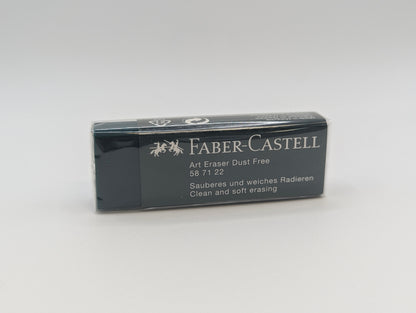 FABER-CASTELL
Art Eraser Dust Free
58 71 22
Sauberes und weiches Radieren
Clean and soft erasing